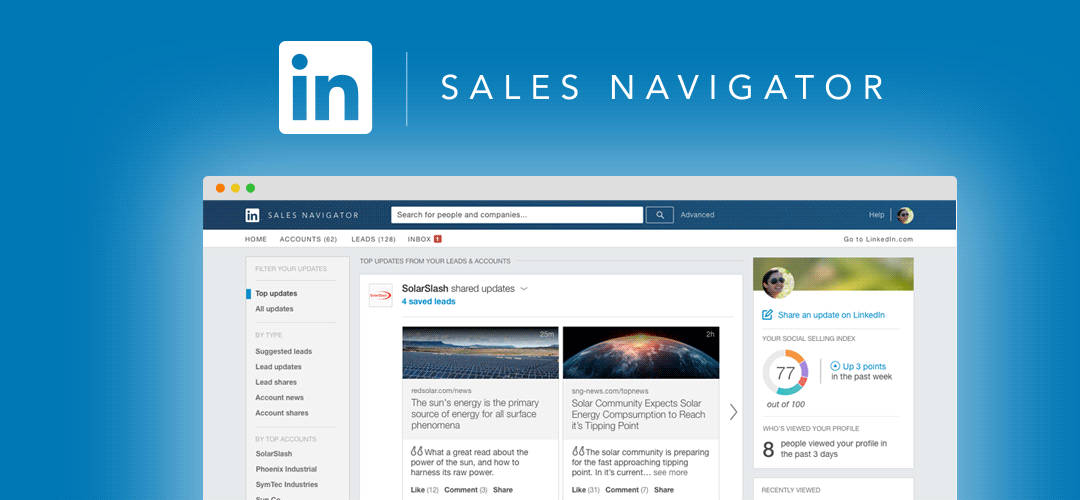 in SALES NAVIGATOR
in SALES NAVIGATOR
Search for people and companies...
Advanced
Help
HOME ACCOUNTS (62) LEADS (128) INBOX 1
Go to LinkedIn.com
FILTER YOUR UPDATES
Top updates
All updates
BY TYPE
Suggested leads
Lead updates
Lead shares
Account news
Account shares
BY TOP ACCOUNTS
SolarSlash
Phoenix Industrial
SymTec Industries
Sun Co
TOP UPDATES FROM YOUR LEADS & ACCOUNTS
SolarSlash
SolarSlash shared updates
4 saved leads
25m
redsolar.com/news
The sun's energy is the primary
source of energy for all surface
phenomena
What a great read about the
power of the sun, and how to
harness its raw power.
Like (12) Comment (3) Share
2h
sng-news.com/topnews
Solar Community Expects Solar
Energy Compsumption to Reach
it's Tipping Point
The solar community is preparing
for the fast approaching tipping
point. In it's current… see more
Like (31) Comment (7) Share
Share an update on LinkedIn
YOUR SOCIAL SELLING INDEX
77
out of 100
Up 3 points
in the past week
WHO'S VIEWED YOUR PROFILE
8 people viewed your profile in
the past 3 days
RECENTLY VIEWED